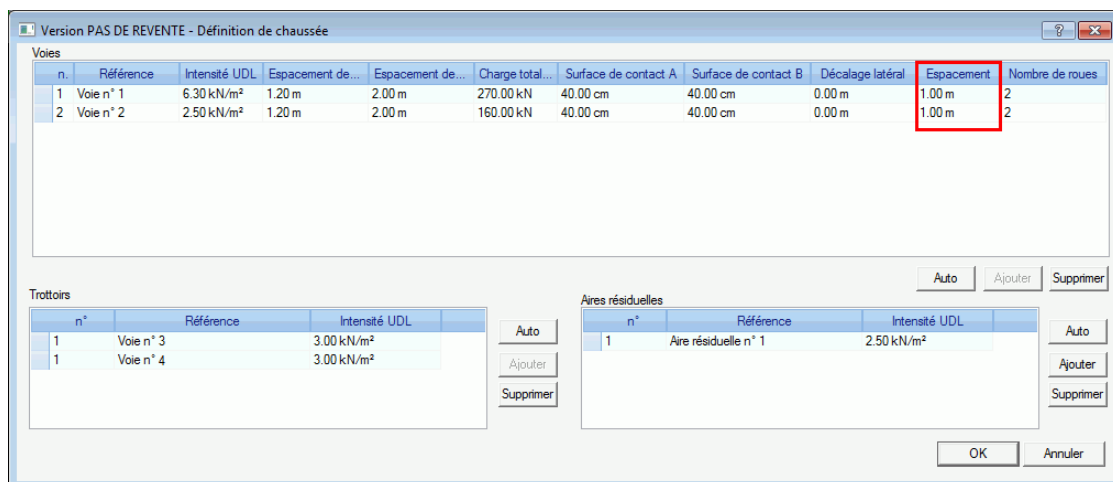 Version PAS DE REVENTE - Définition de chaussée
Voies
n. Référence Intensité UDL Espacement de... Espacement de... Charge total... Surface de contact A Surface de contact B Décalage latéral Espacement Nombre de roues
1 Voie n° 1 6.30 kN/m² 1.20 m 2.00 m 270.00 kN 40.00 cm 40.00 cm 0.00 m 1.00 m 2
2 Voie n° 2 2.50 kN/m² 1.20 m 2.00 m 160.00 kN 40.00 cm 40.00 cm 0.00 m 1.00 m 2
Auto Ajouter Supprimer
Trottoirs
n° Référence Intensité UDL
1 Voie n° 3 3.00 kN/m²
1 Voie n° 4 3.00 kN/m²
Auto
Ajouter
Supprimer
Aires résiduelles
n° Référence Intensité UDL
1 Aire résiduelle n° 1 2.50 kN/m²
Auto
Ajouter
Supprimer
OK Annuler